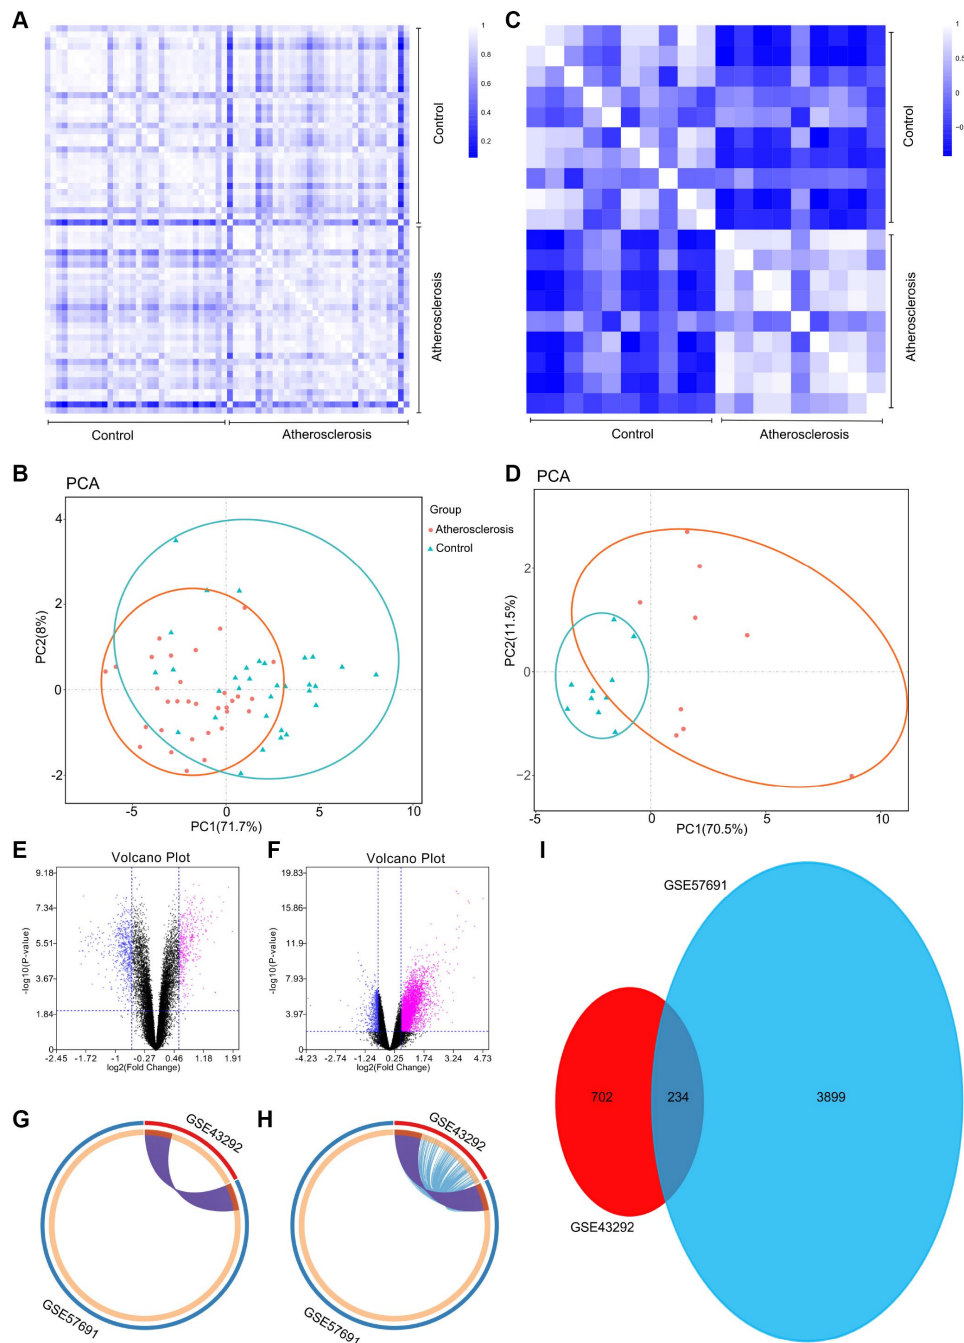 A
1
0.8
0.6
0.4
0.2
Control
Atherosclerosis
Control
Atherosclerosis
C
1
0.5
0
Control
Atherosclerosis
Control
Atherosclerosis
B
PCA
4
2
0
-2
-5
0
5
10
PC1(71.7%)
PC2(8%)
Group
Atherosclerosis
Control
D
PCA
2
0
-2
-5
0
5
10
PC1(70.5%)
PC2(11.5%)
E
Volcano Plot
9.18
7.34
5.51
3.67
1.84
0
-2.45 -1.72 -1 -0.27 0.46 1.18 1.91
log2(Fold Change)
-log10(P-value)
F
Volcano Plot
19.83
15.86
11.9
7.93
3.97
0
-4.23 -2.74 -1.24 0.25 1.74 3.24 4.73
log2(Fold Change)
-log10(P-value)
I
GSE57691
702
234
3899
GSE43292
G
GSE43292
GSE57691
H
GSE43292
GSE57691